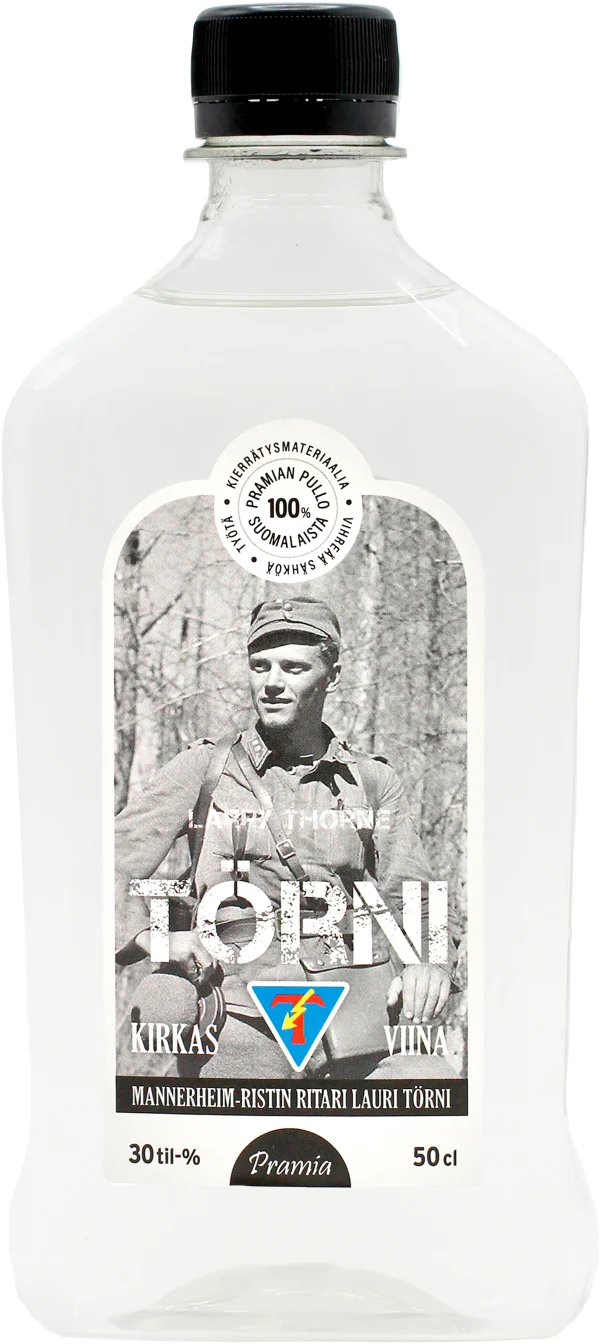 • KIERRÄTYSMATERIAALIA • VIHREÄÄ SÄHKÖÄ • TYÖTÄ
PRAMIAN PULLO
100%
SUOMALAISTA
LARRY THORNE
TÖRNI
T
KIRKAS VIINA
MANNERHEIM-RISTIN RITARI LAURI TÖRNI
30 til-% Pramia 50 cl